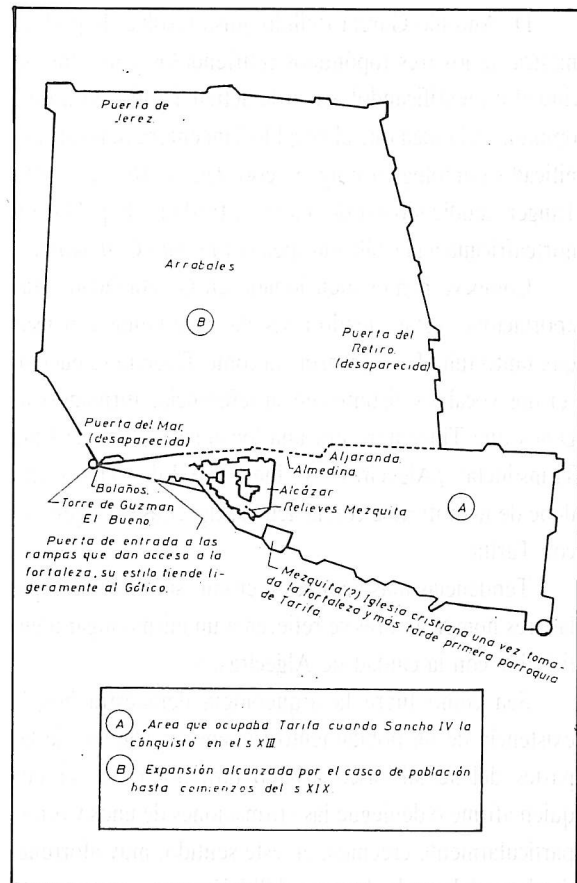 Puerta de
Jerez.
Arrabales
B
Puerta del
Retiro.
(desaparecida)
Puerta del Mar.
(desaparecida)
Aljaranda.
Almedina.
Bolaños.
Alcázar
A
Torre de Guzman
El Bueno.
Relieves Mezquita
Puerta de entrada a las
rampas que dan acceso a la
fortaleza, su estilo tiende li-
geramente al Gótico.
Mezquita(?) Iglesia cristiana una vez toma-
da la fortaleza y más tarde primera parroquia
de Tarifa.
A Area que ocupaba Tarifa cuando Sancho IV la
conquistó en el s XIII
B Expansión alcanzada por el casco de población
hasta comienzos del s XIX.